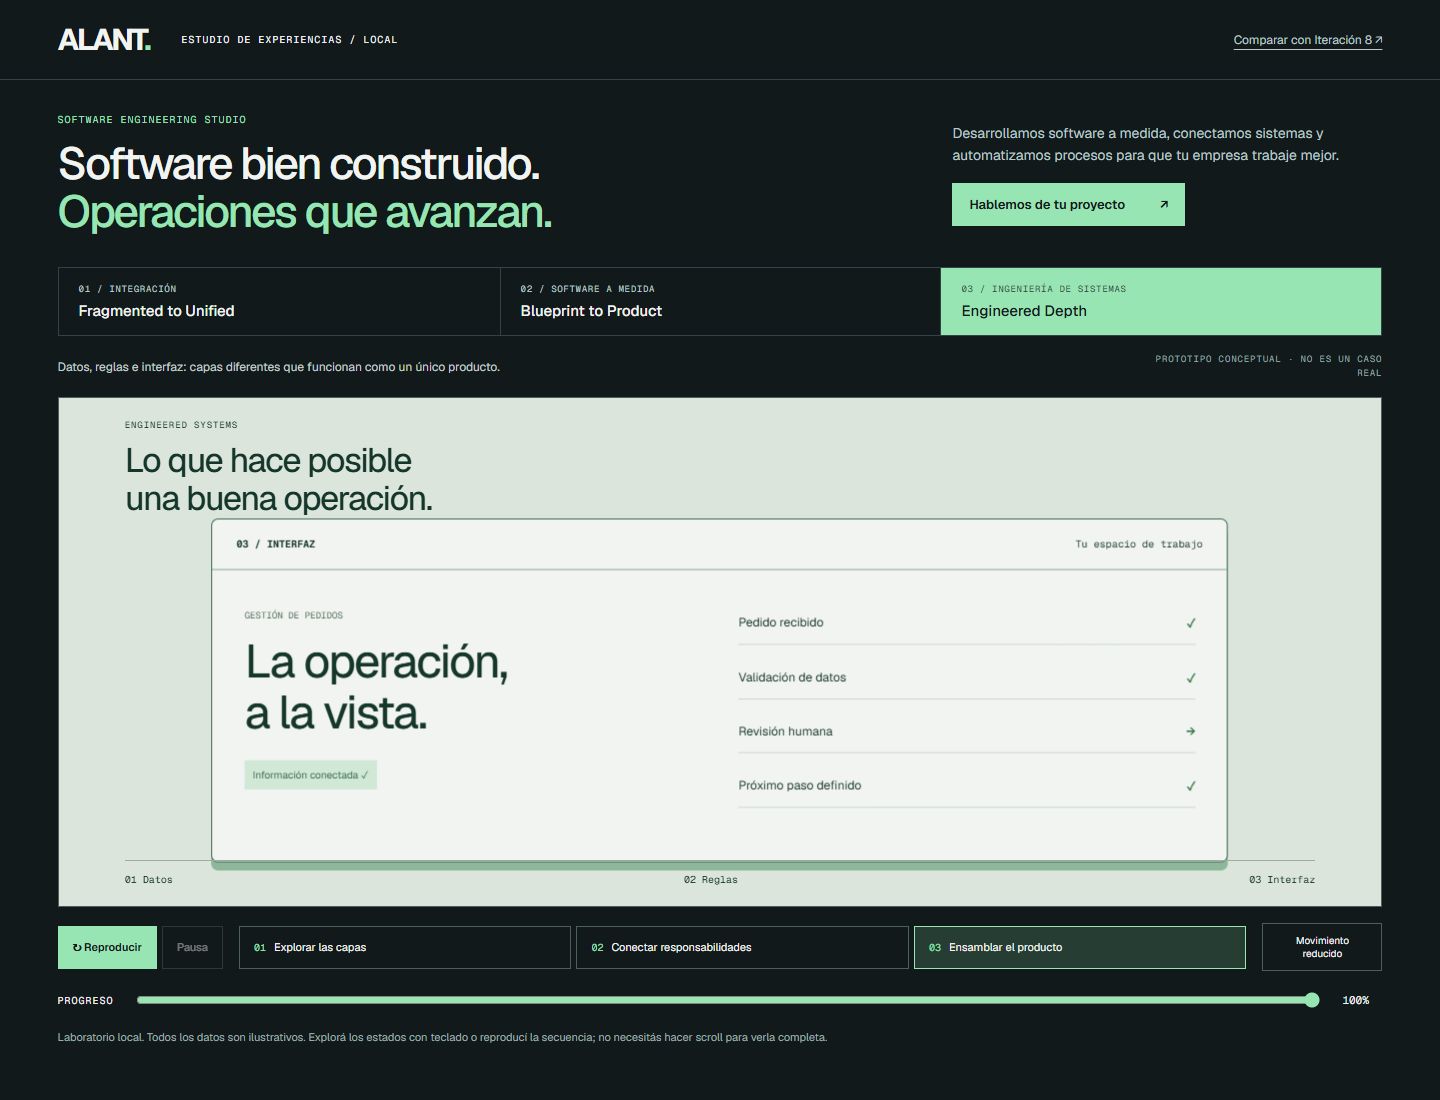 ALANT.
ESTUDIO DE EXPERIENCIAS / LOCAL
Comparar con Iteración 8 ↗
SOFTWARE ENGINEERING STUDIO
Software bien construido.
Operaciones que avanzan.
Desarrollamos software a medida, conectamos sistemas y
automatizamos procesos para que tu empresa trabaje mejor.
Hablemos de tu proyecto ↗
01 / INTEGRACIÓN
Fragmented to Unified
02 / SOFTWARE A MEDIDA
Blueprint to Product
03 / INGENIERÍA DE SISTEMAS
Engineered Depth
Datos, reglas e interfaz: capas diferentes que funcionan como un único producto.
PROTOTIPO CONCEPTUAL · NO ES UN CASO
REAL
ENGINEERED SYSTEMS
Lo que hace posible
una buena operación.
03 / INTERFAZ
Tu espacio de trabajo
GESTIÓN DE PEDIDOS
La operación,
a la vista.
Información conectada ✓
Pedido recibido ✓
Validación de datos ✓
Revisión humana →
Próximo paso definido ✓
01 Datos
02 Reglas
03 Interfaz
↻ Reproducir
Pausa
01 Explorar las capas
02 Conectar responsabilidades
03 Ensamblar el producto
Movimiento
reducido
PROGRESO
100%
Laboratorio local. Todos los datos son ilustrativos. Explorá los estados con teclado o reproducí la secuencia; no necesitás hacer scroll para verla completa.